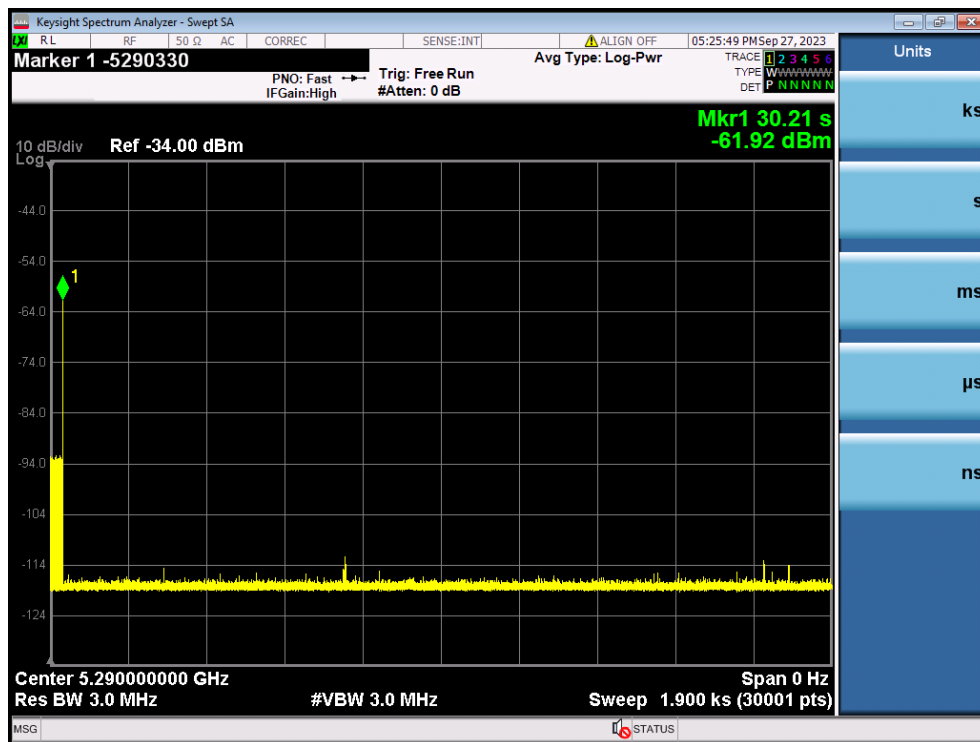 Keysight Spectrum Analyzer - Swept SA
LXI RL RF 50 Ω AC CORREC SENSE:INT ALIGN OFF 05:25:49 PM Sep 27, 2023
Marker 1 -5290330
PNO: Fast
IFGain:High
Trig: Free Run
#Atten: 0 dB
Avg Type: Log-Pwr
TRACE 1 2 3 4 5 6
TYPE WWWWWW
DET P N N N N N
Units
Mkr1 30.21 s
-61.92 dBm
10 dB/div Ref -34.00 dBm
Log
-44.0
-54.0
1
-64.0
-74.0
-84.0
-94.0
-104
-114
-124
Center 5.290000000 GHz Span 0 Hz
Res BW 3.0 MHz #VBW 3.0 MHz Sweep 1.900 ks (30001 pts)
MSG STATUS
ks
s
ms
µs
ns